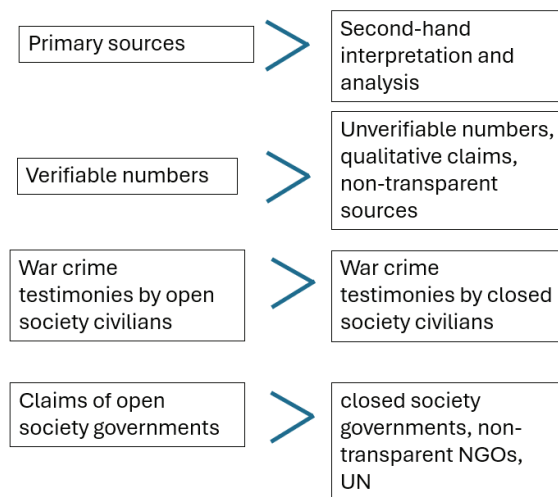 Primary sources
Second-hand
interpretation and
analysis
Verifiable numbers
Unverifiable numbers,
qualitative claims,
non-transparent
sources
War crime
testimonies by open
society civilians
War crime
testimonies by closed
society civilians
Claims of open
society governments
closed society
governments, non-
transparent NGOs,
UN